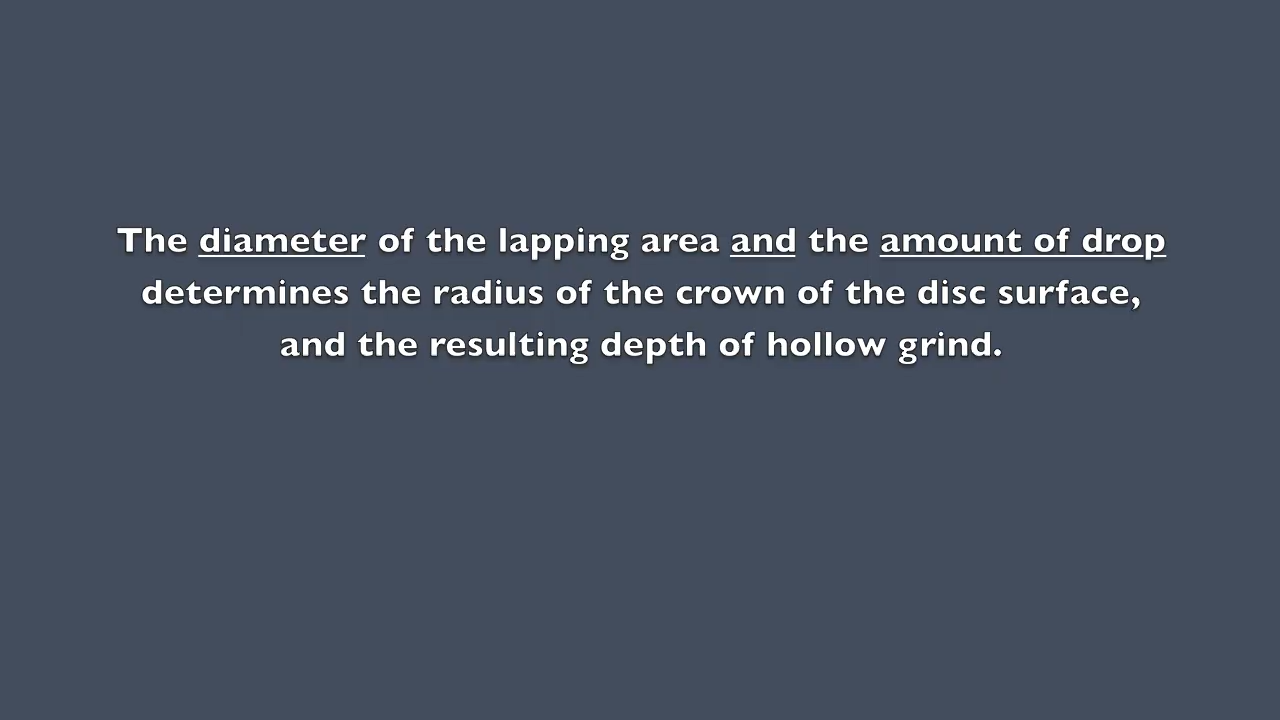 The diameter of the lapping area and the amount of drop
determines the radius of the crown of the disc surface,
and the resulting depth of hollow grind.